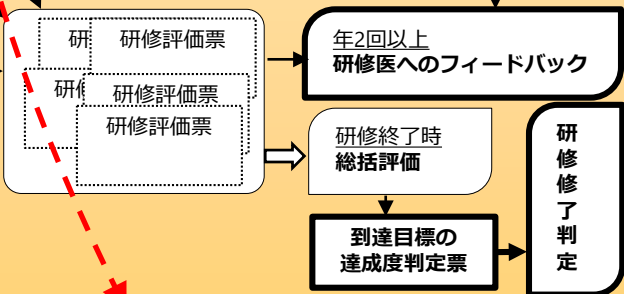 研
研修評価票
研修
研修評価票
研修評価票
年2回以上
研修医へのフィードバック
研修終了時
総括評価
到達目標の
達成度判定票
研修修了判定